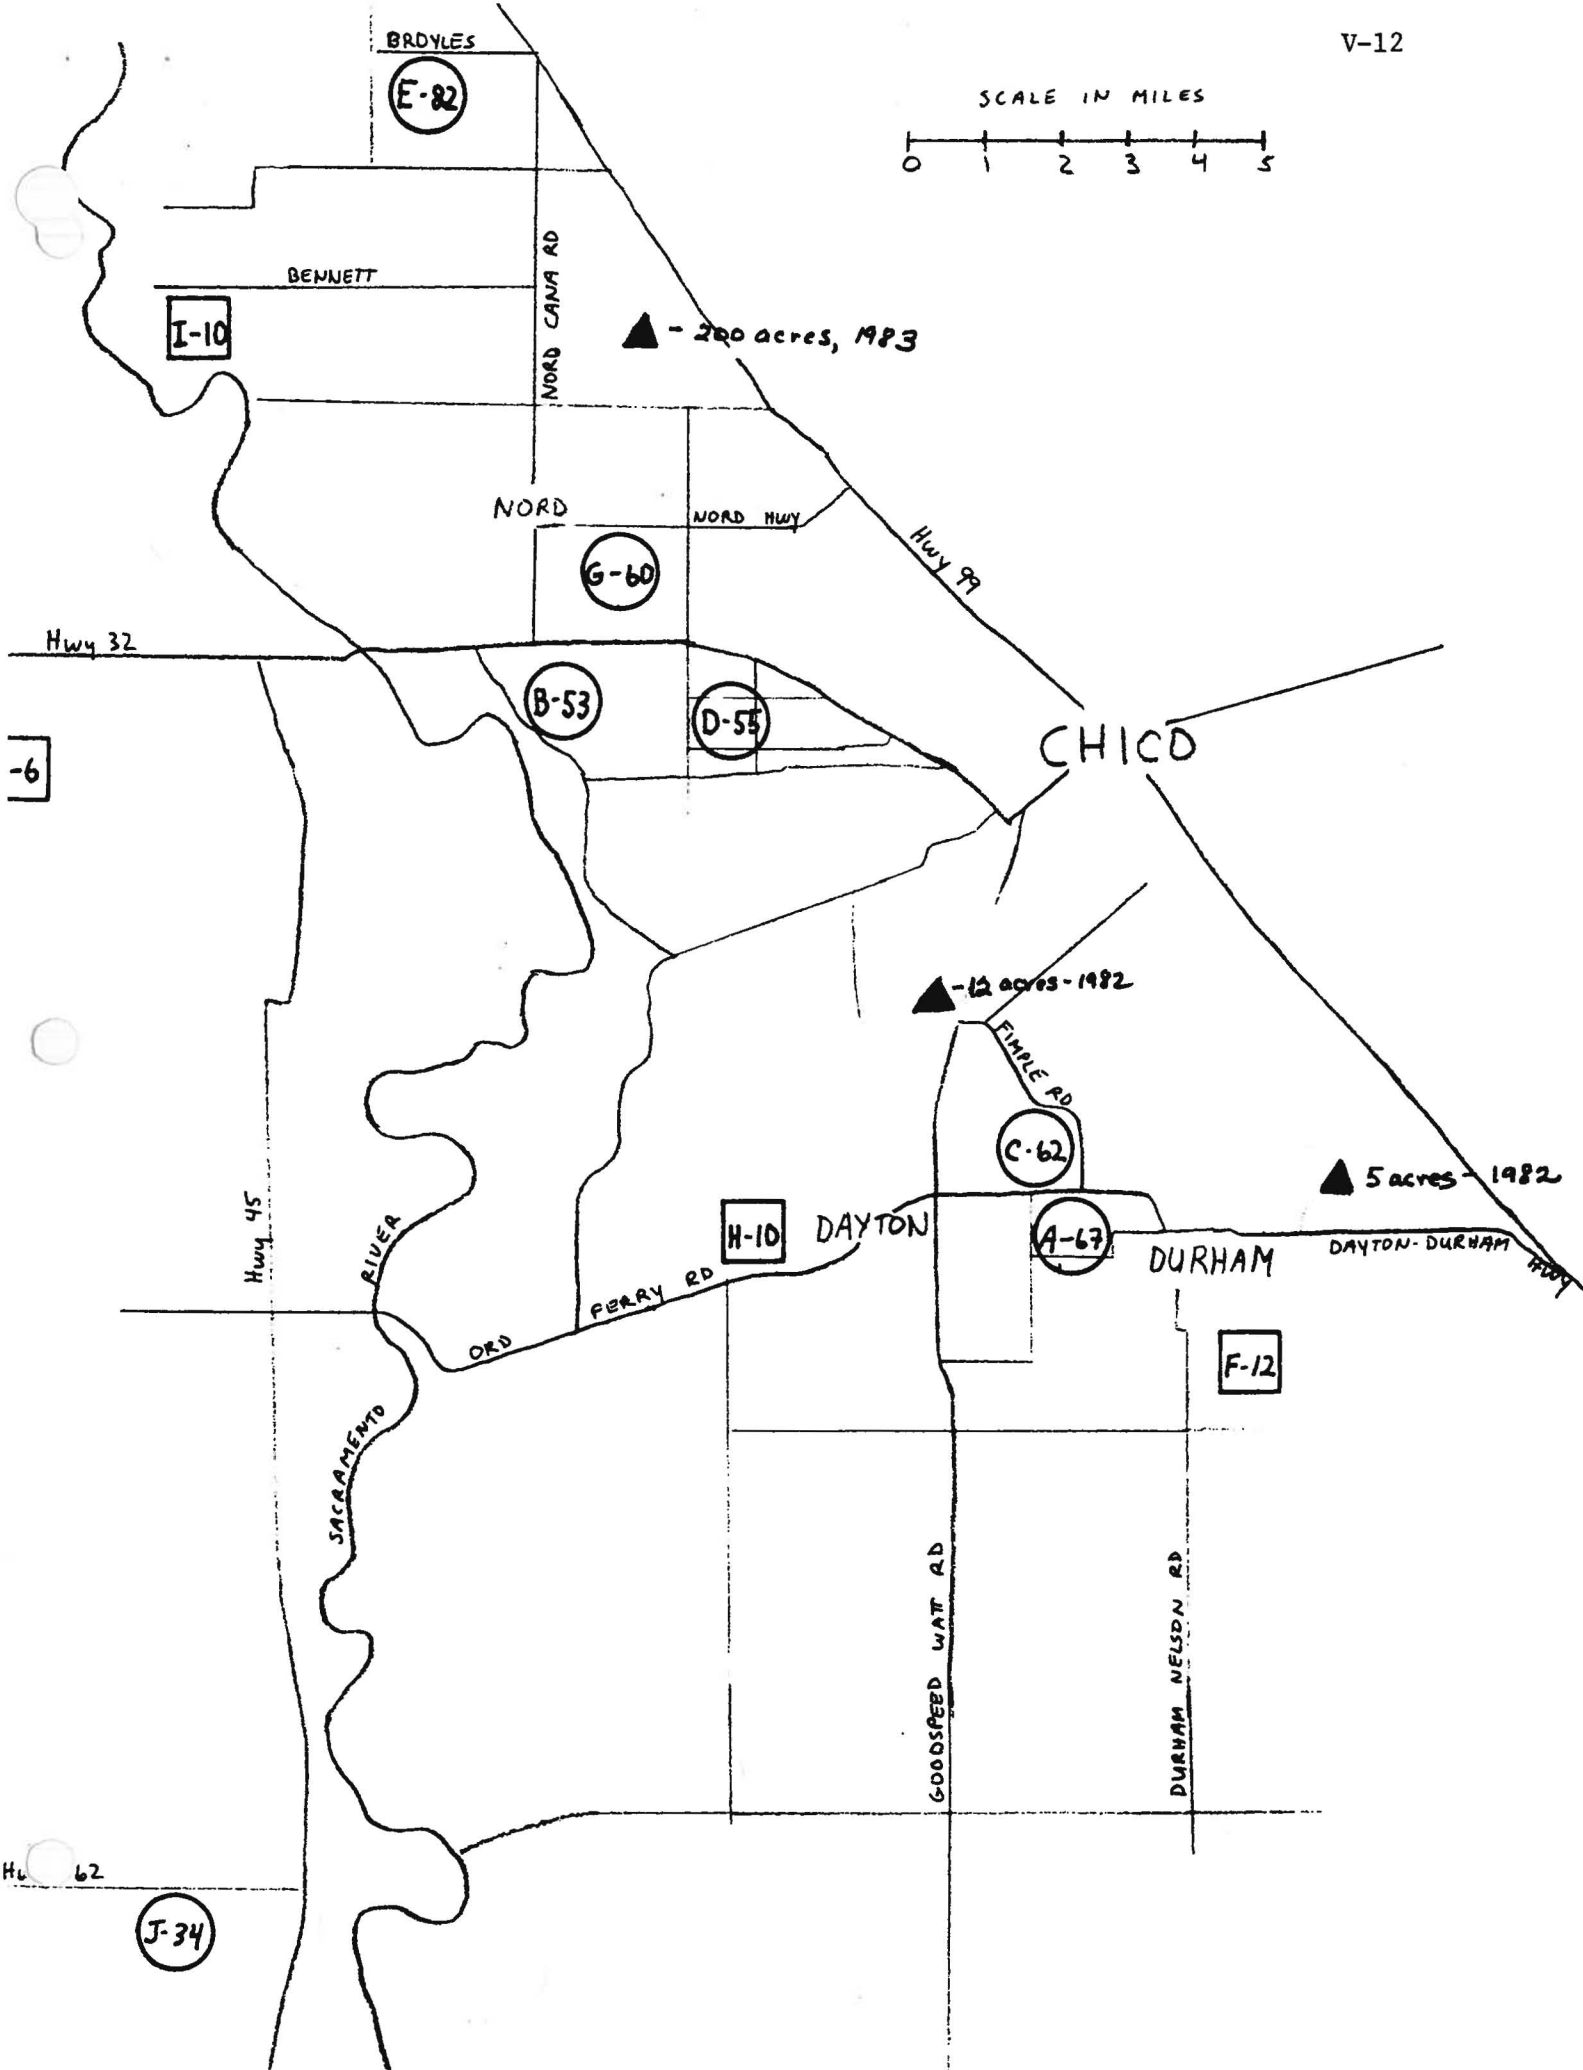 V-12
BROYLES
E-82
SCALE IN MILES
0 1 2 3 4 5
BENNETT
I-10
NORD CANA RD
- 200 acres, 1983
NORD
NORD HWY
G-60
Hwy 99
Hwy 32
B-53
D-55
CHICO
-6
-12 acres-1982
FIMPLE RD
C-62
5 acres - 1982
Hwy 45
RIVER
H-10
DAYTON
A-67
DURHAM
DAYTON-DURHAM
HWY
ORD FERRY RD
F-12
SACRAMENTO
GOODSPEED WATT RD
DURHAM NELSON RD
62
J-34